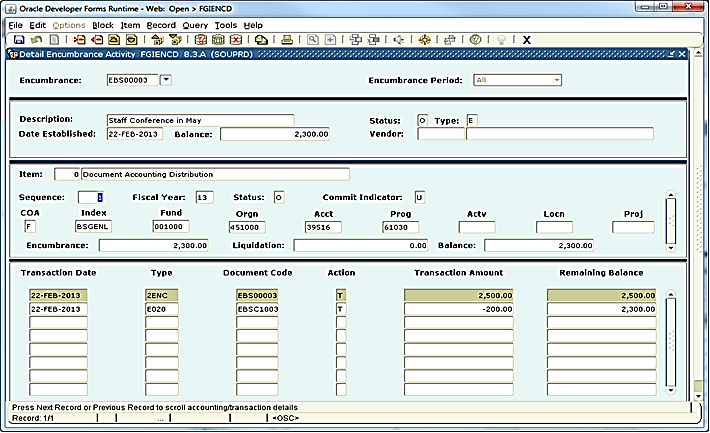 Oracle Developer Forms Runtime - Web: Open > FGIENCD
File Edit Options Block Item Record Query Tools Help
X
Detail Encumbrance Activity FGIENCD 8.3.A (SOUPRD)
Encumbrance: EBS00003 Encumbrance Period: All
Description: Staff Conference in May Status: O Type: E
Date Established: 22-FEB-2013 Balance: 2,300.00 Vendor:
Item: 0 Document Accounting Distribution
Sequence: 1 Fiscal Year: 13 Status: O Commit Indicator: U
COA Index Fund Orgn Acct Prog Actv Locn Proj
F BSGENL 001000 451000 39516 61030
Encumbrance: 2,300.00 Liquidation: 0.00 Balance: 2,300.00
Transaction Date Type Document Code Action Transaction Amount Remaining Balance
22-FEB-2013 2ENC EBS00003 T 2,500.00 2,500.00
22-FEB-2013 E020 EBSC1003 T -200.00 2,300.00
Press Next Record or Previous Record to scroll accounting/transaction details
Record: 1/1 ... <OSC>